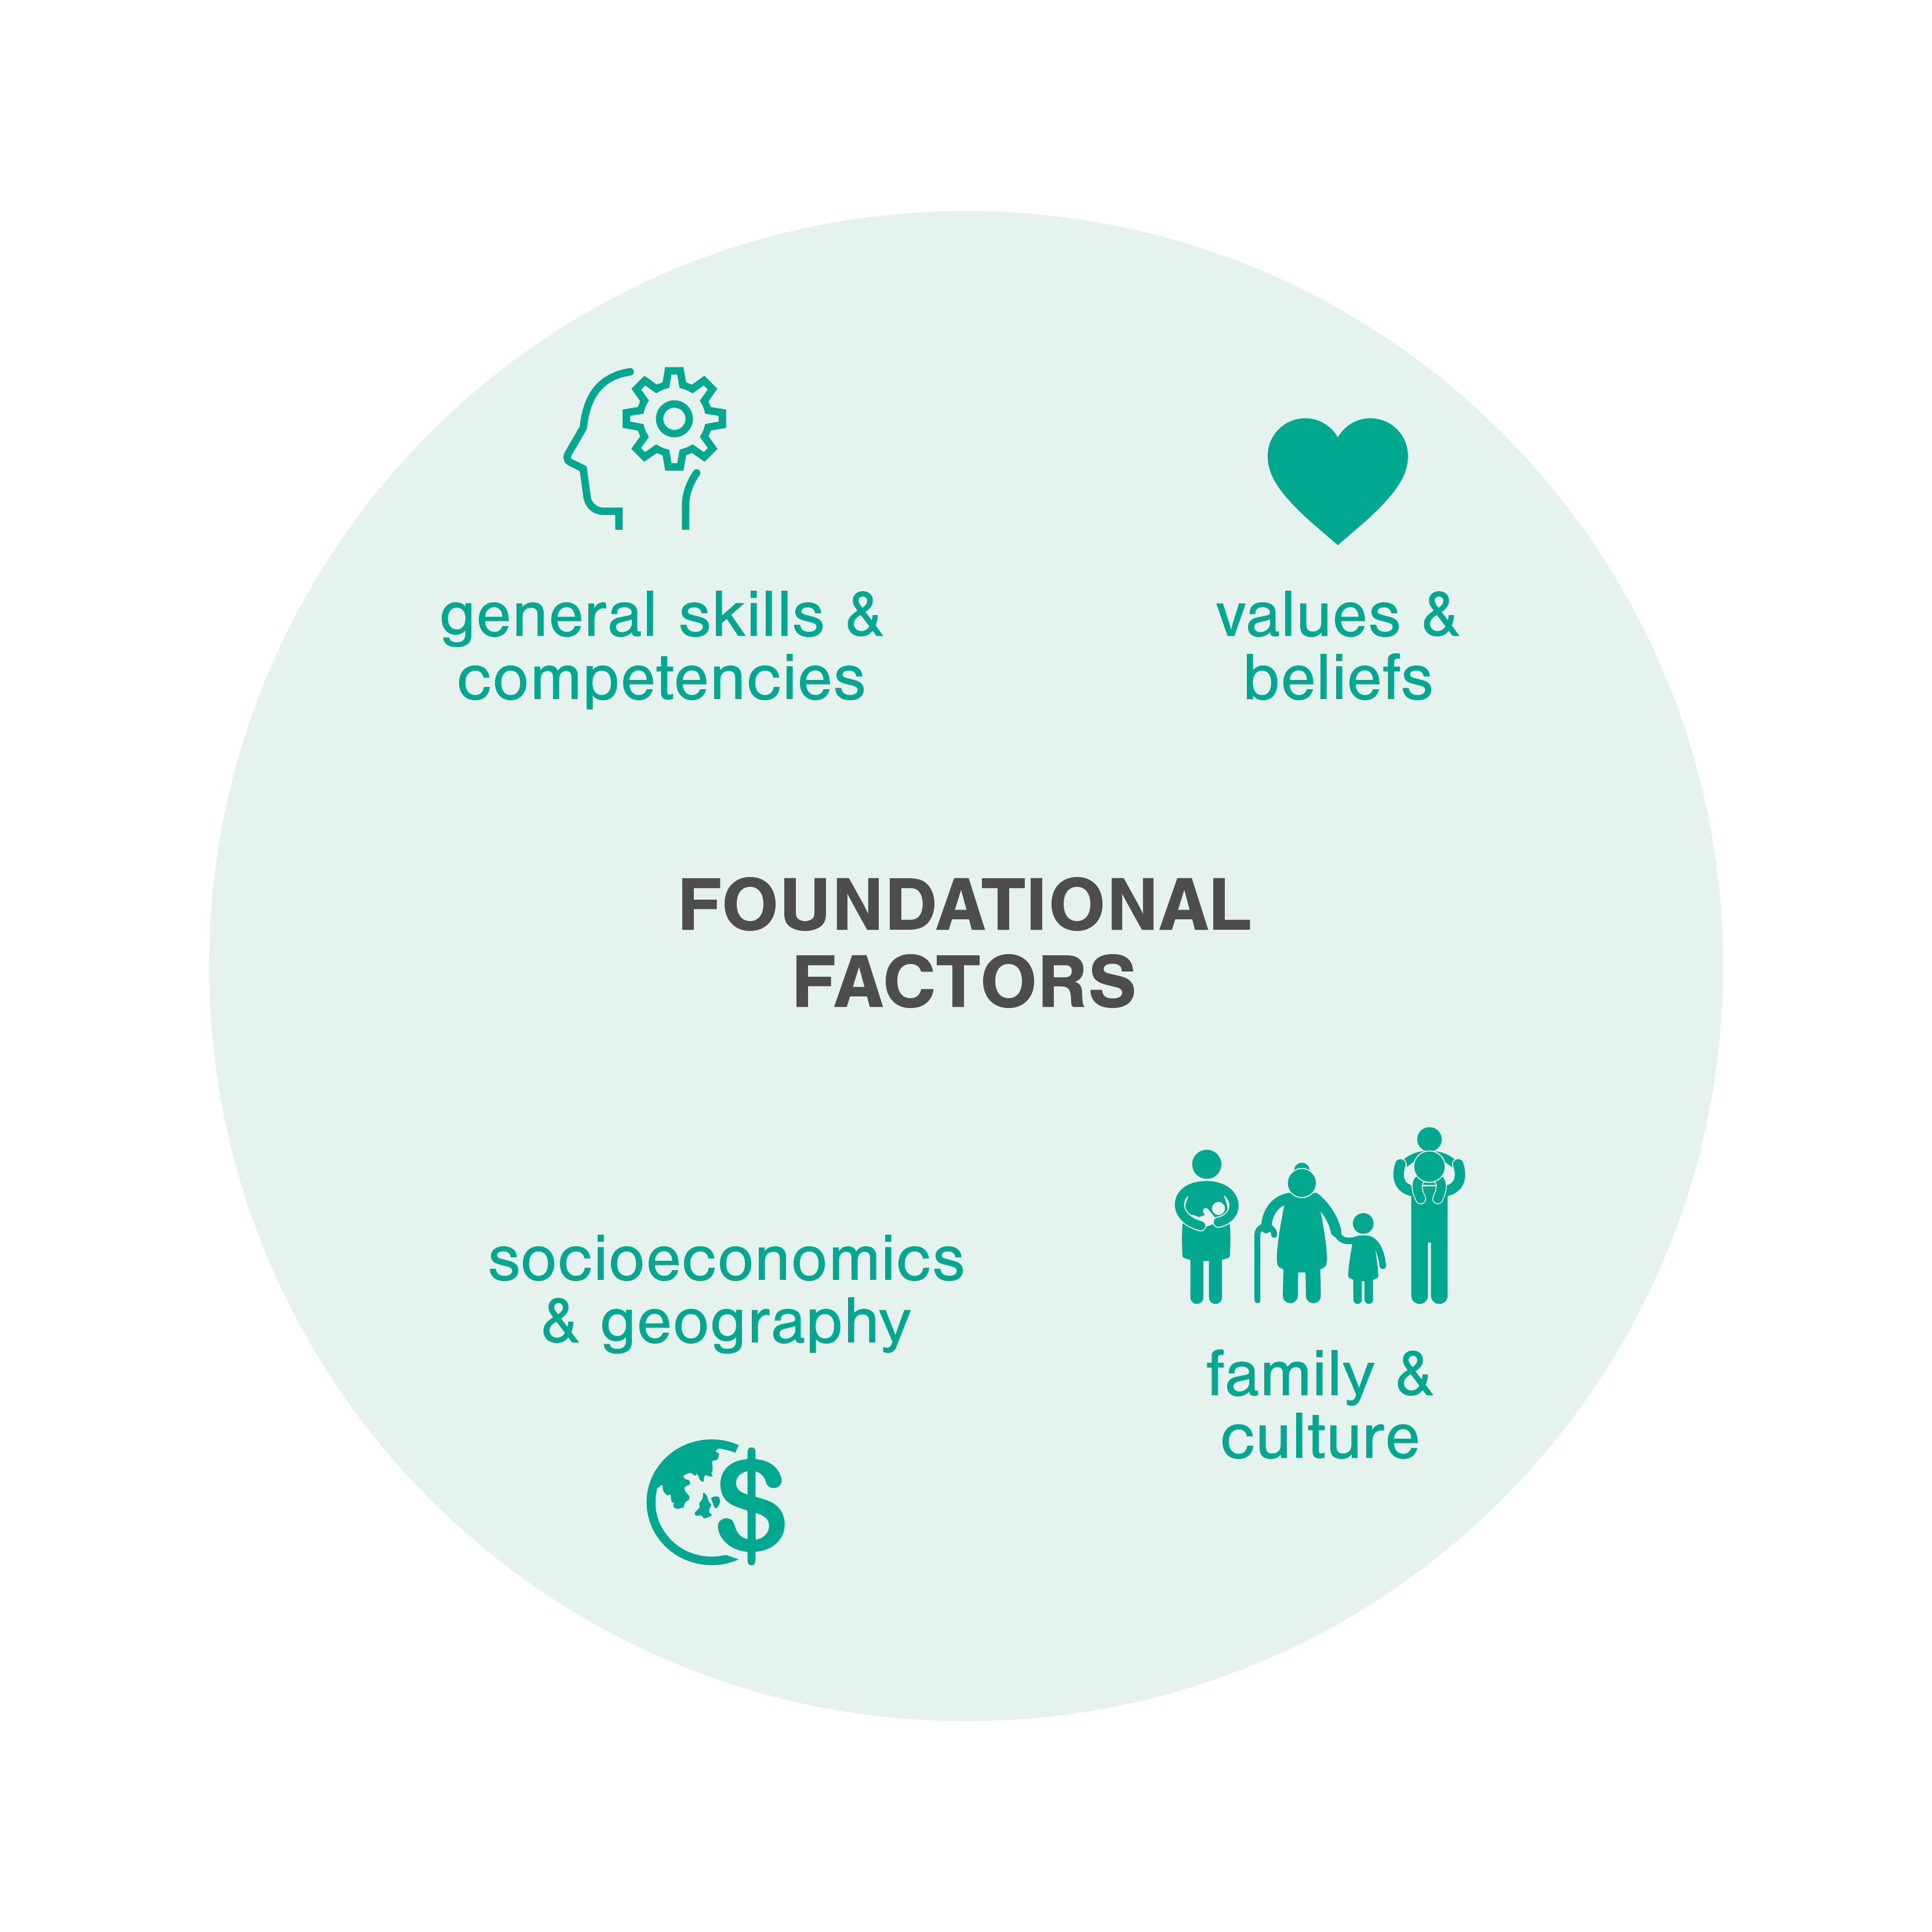 general skills &
competencies
values &
beliefs
FOUNDATIONAL
FACTORS
socioeconomics
& geography
family &
culture
$